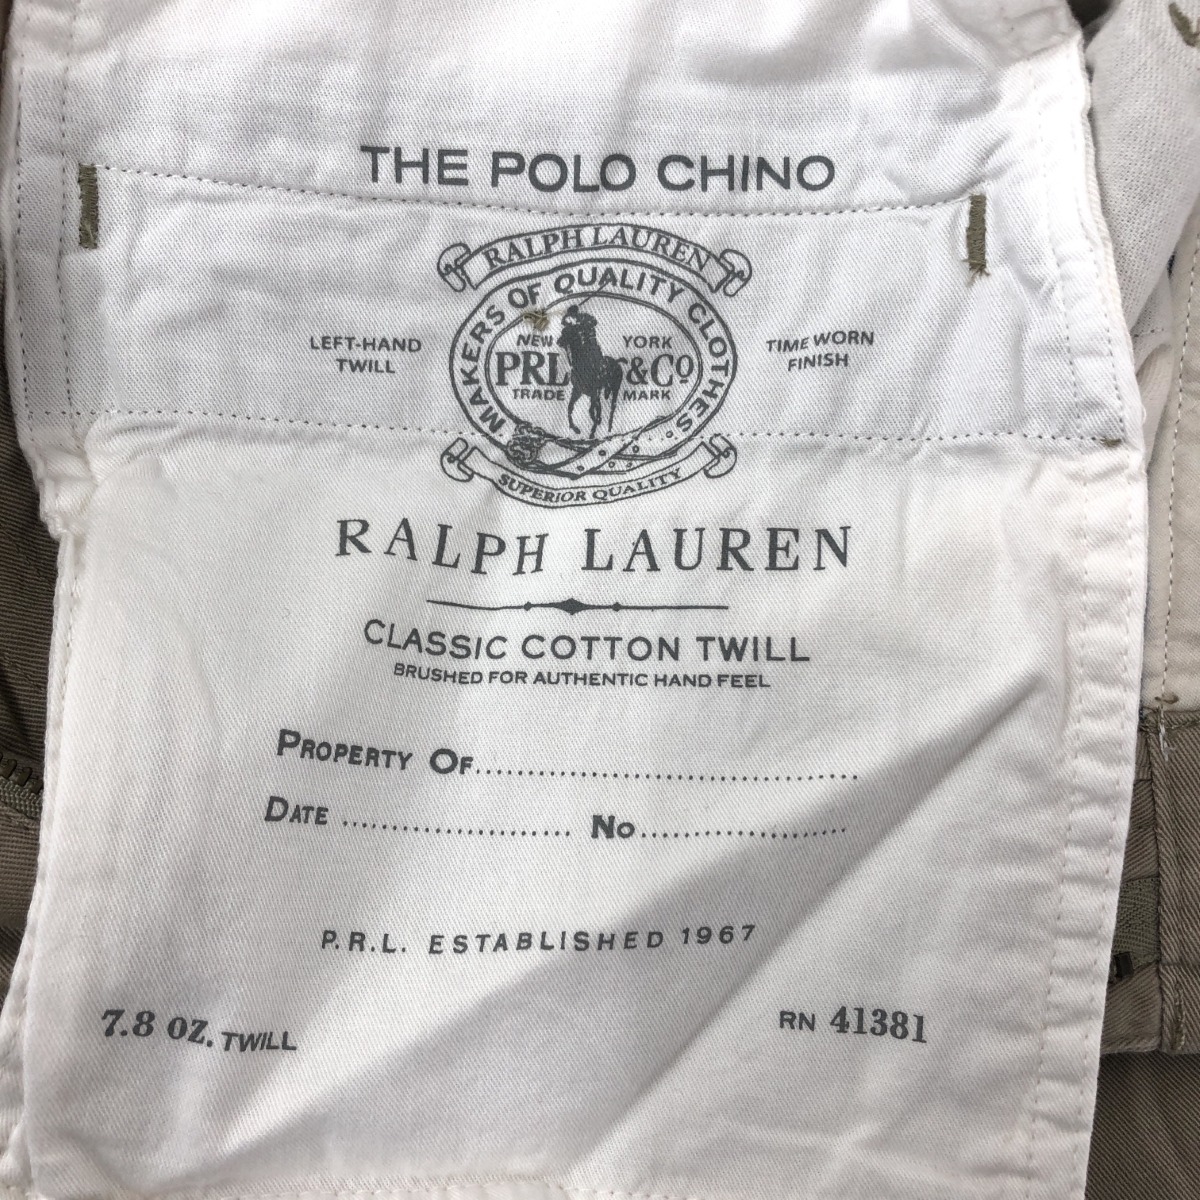 THE POLO CHINO
RALPH LAUREN
MAKERS OF QUALITY CLOTHES
LEFT-HAND
TWILL
NEW YORK
PRL &Co
TRADE MARK
TIME WORN
FINISH
SUPERIOR QUALITY
RALPH LAUREN
CLASSIC COTTON TWILL
BRUSHED FOR AUTHENTIC HAND FEEL
PROPERTY OF
DATE NO
P.R.L. ESTABLISHED 1967
7.8 OZ. TWILL
RN 41381